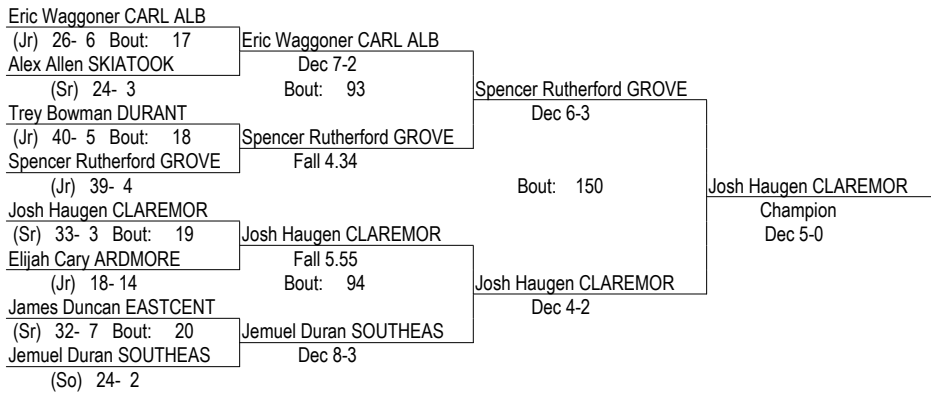 Eric Waggoner CARL ALB
(Jr) 26- 6 Bout: 17
Eric Waggoner CARL ALB
Alex Allen SKIATOOK
Dec 7-2
(Sr) 24- 3
Bout: 93
Spencer Rutherford GROVE
Trey Bowman DURANT
Dec 6-3
(Jr) 40- 5 Bout: 18
Spencer Rutherford GROVE
Spencer Rutherford GROVE
Fall 4.34
(Jr) 39- 4
Bout: 150
Josh Haugen CLAREMOR
Josh Haugen CLAREMOR
Champion
(Sr) 33- 3 Bout: 19
Josh Haugen CLAREMOR
Dec 5-0
Elijah Cary ARDMORE
Fall 5.55
(Jr) 18- 14
Bout: 94
Josh Haugen CLAREMOR
James Duncan EASTCENT
Dec 4-2
(Sr) 32- 7 Bout: 20
Jemuel Duran SOUTHEAS
Jemuel Duran SOUTHEAS
Dec 8-3
(So) 24- 2